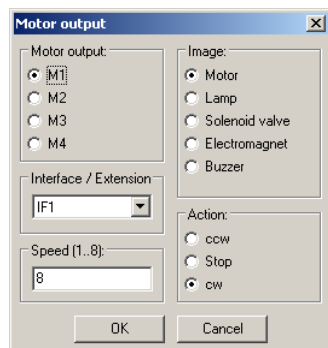 Motor output
Motor output:
M1
M2
M3
M4
Interface / Extension
IF1
Speed (1..8):
8
Image:
Motor
Lamp
Solenoid valve
Electromagnet
Buzzer
Action:
ccw
Stop
cw
OK
Cancel